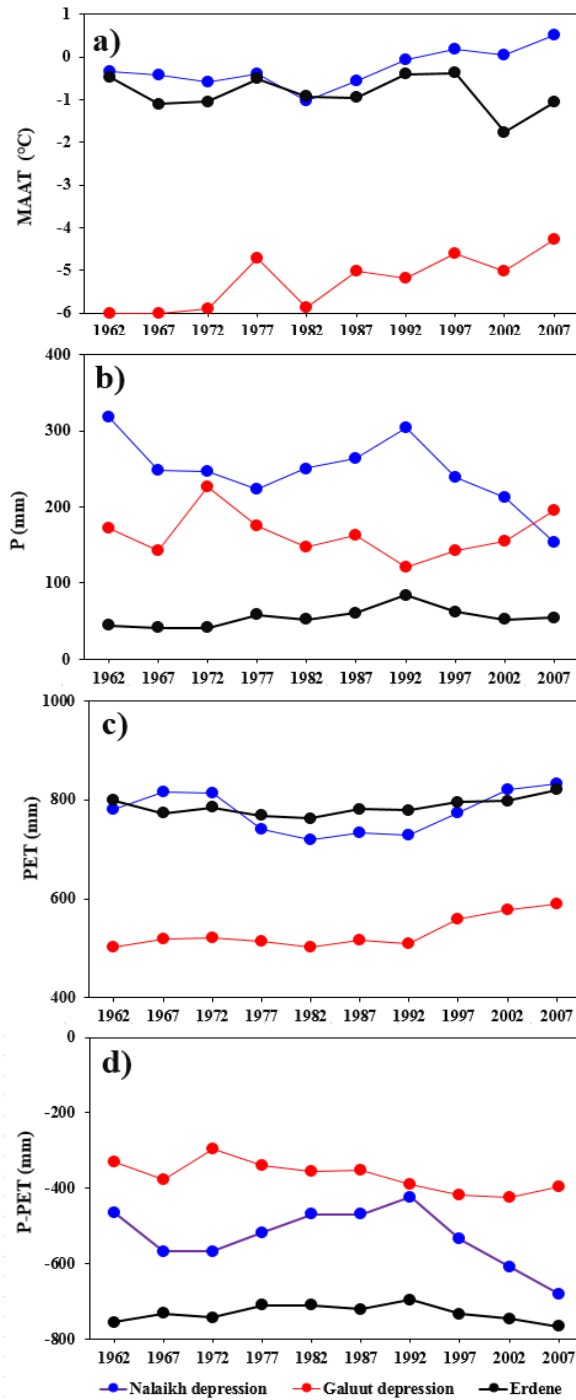 a)
MAAT (°C)
1
0
-1
-2
-3
-4
-5
-6
1962 1967 1972 1977 1982 1987 1992 1997 2002 2007
b)
P (mm)
400
300
200
100
0
1962 1967 1972 1977 1982 1987 1992 1997 2002 2007
c)
PET (mm)
1000
800
600
400
1962 1967 1972 1977 1982 1987 1992 1997 2002 2007
d)
P-PET (mm)
0
-200
-400
-600
-800
1962 1967 1972 1977 1982 1987 1992 1997 2002 2007
Nalaikh depression Galuut depression Erdene